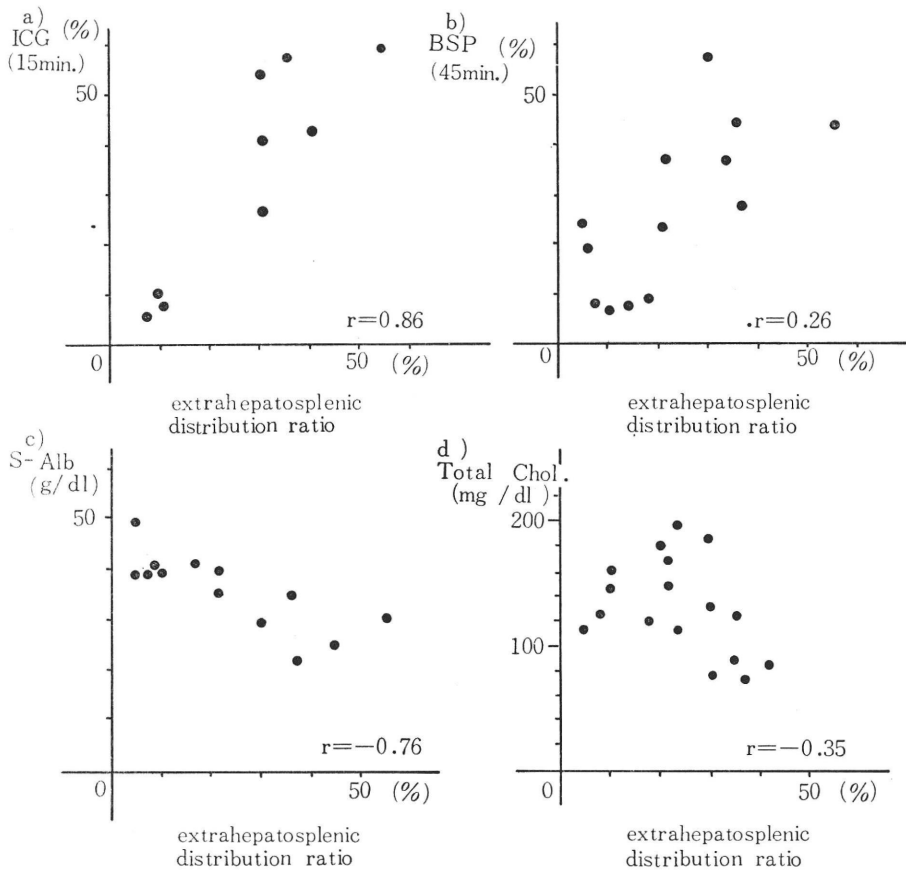 a)
ICG (%)
(15min.)
50
r=0.86
0
50 (%)
extrahepatosplenic
distribution ratio
b)
BSP (%)
(45min.)
50
.r=0.26
0
50 (%)
extrahepatosplenic
distribution ratio
c)
S-Alb
(g/dl)
50
r=−0.76
0
50 (%)
extrahepatosplenic
distribution ratio
d )
Total Chol.
(mg /dl)
200
100
r=−0.35
0
50 (%)
extrahepatosplenic
distribution ratio